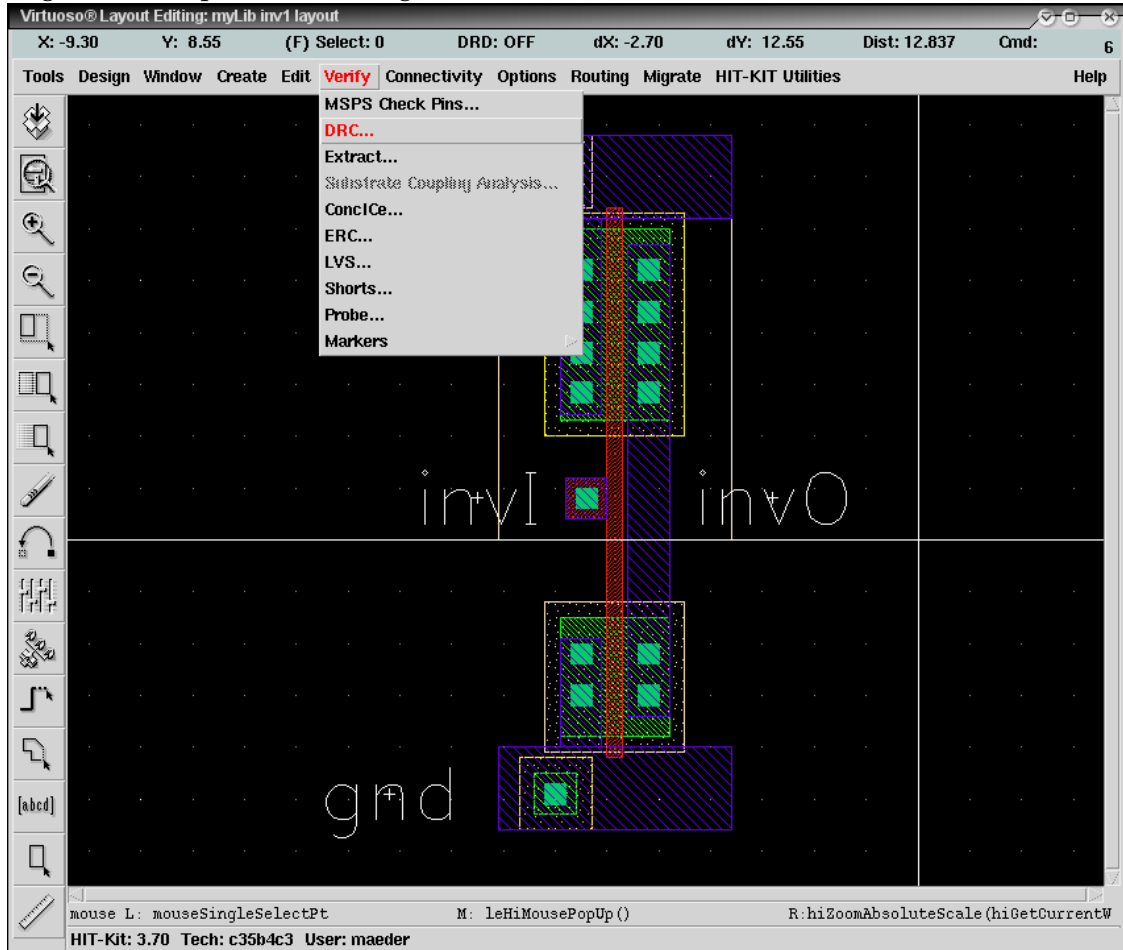 Virtuoso® Layout Editing: myLib inv1 layout
X: -9.30 Y: 8.55 (F) Select: 0 DRD: OFF dX: -2.70 dY: 12.55 Dist: 12.837 Cmd: 6
Tools Design Window Create Edit Verify Connectivity Options Routing Migrate HIT-KIT Utilities Help
MSPS Check Pins...
DRC...
Extract...
Substrate Coupling Analysis...
ConcICe...
ERC...
LVS...
Shorts...
Probe...
Markers
invI invO
gnd
[abcd]
mouse L: mouseSingleSelectPt M: leHiMousePopUp() R:hiZoomAbsoluteScale(hiGetCurrentW
HIT-Kit: 3.70 Tech: c35b4c3 User: maeder